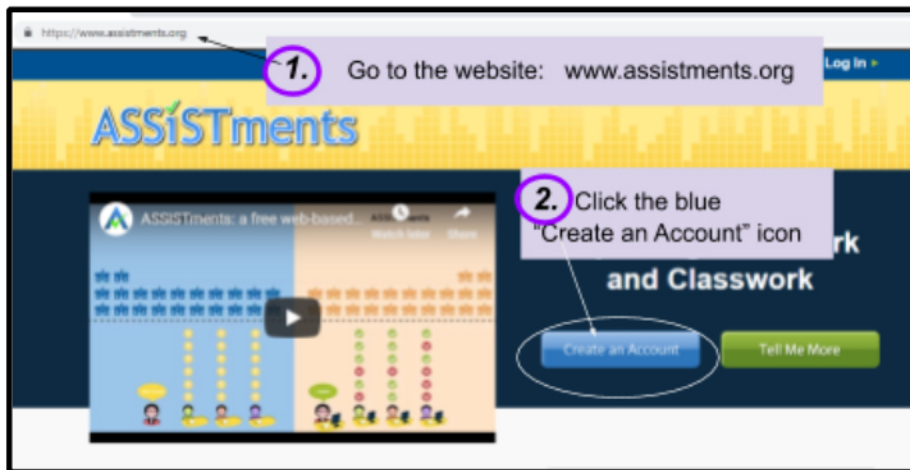 https://www.assistments.org
1. Go to the website: www.assistments.org
Log In
ASSiSTments
2. Click the blue
"Create an Account" icon
ASSiSTments: a free web-based...
Watch later
Share
rk
and Classwork
Create an Account
Tell Me More